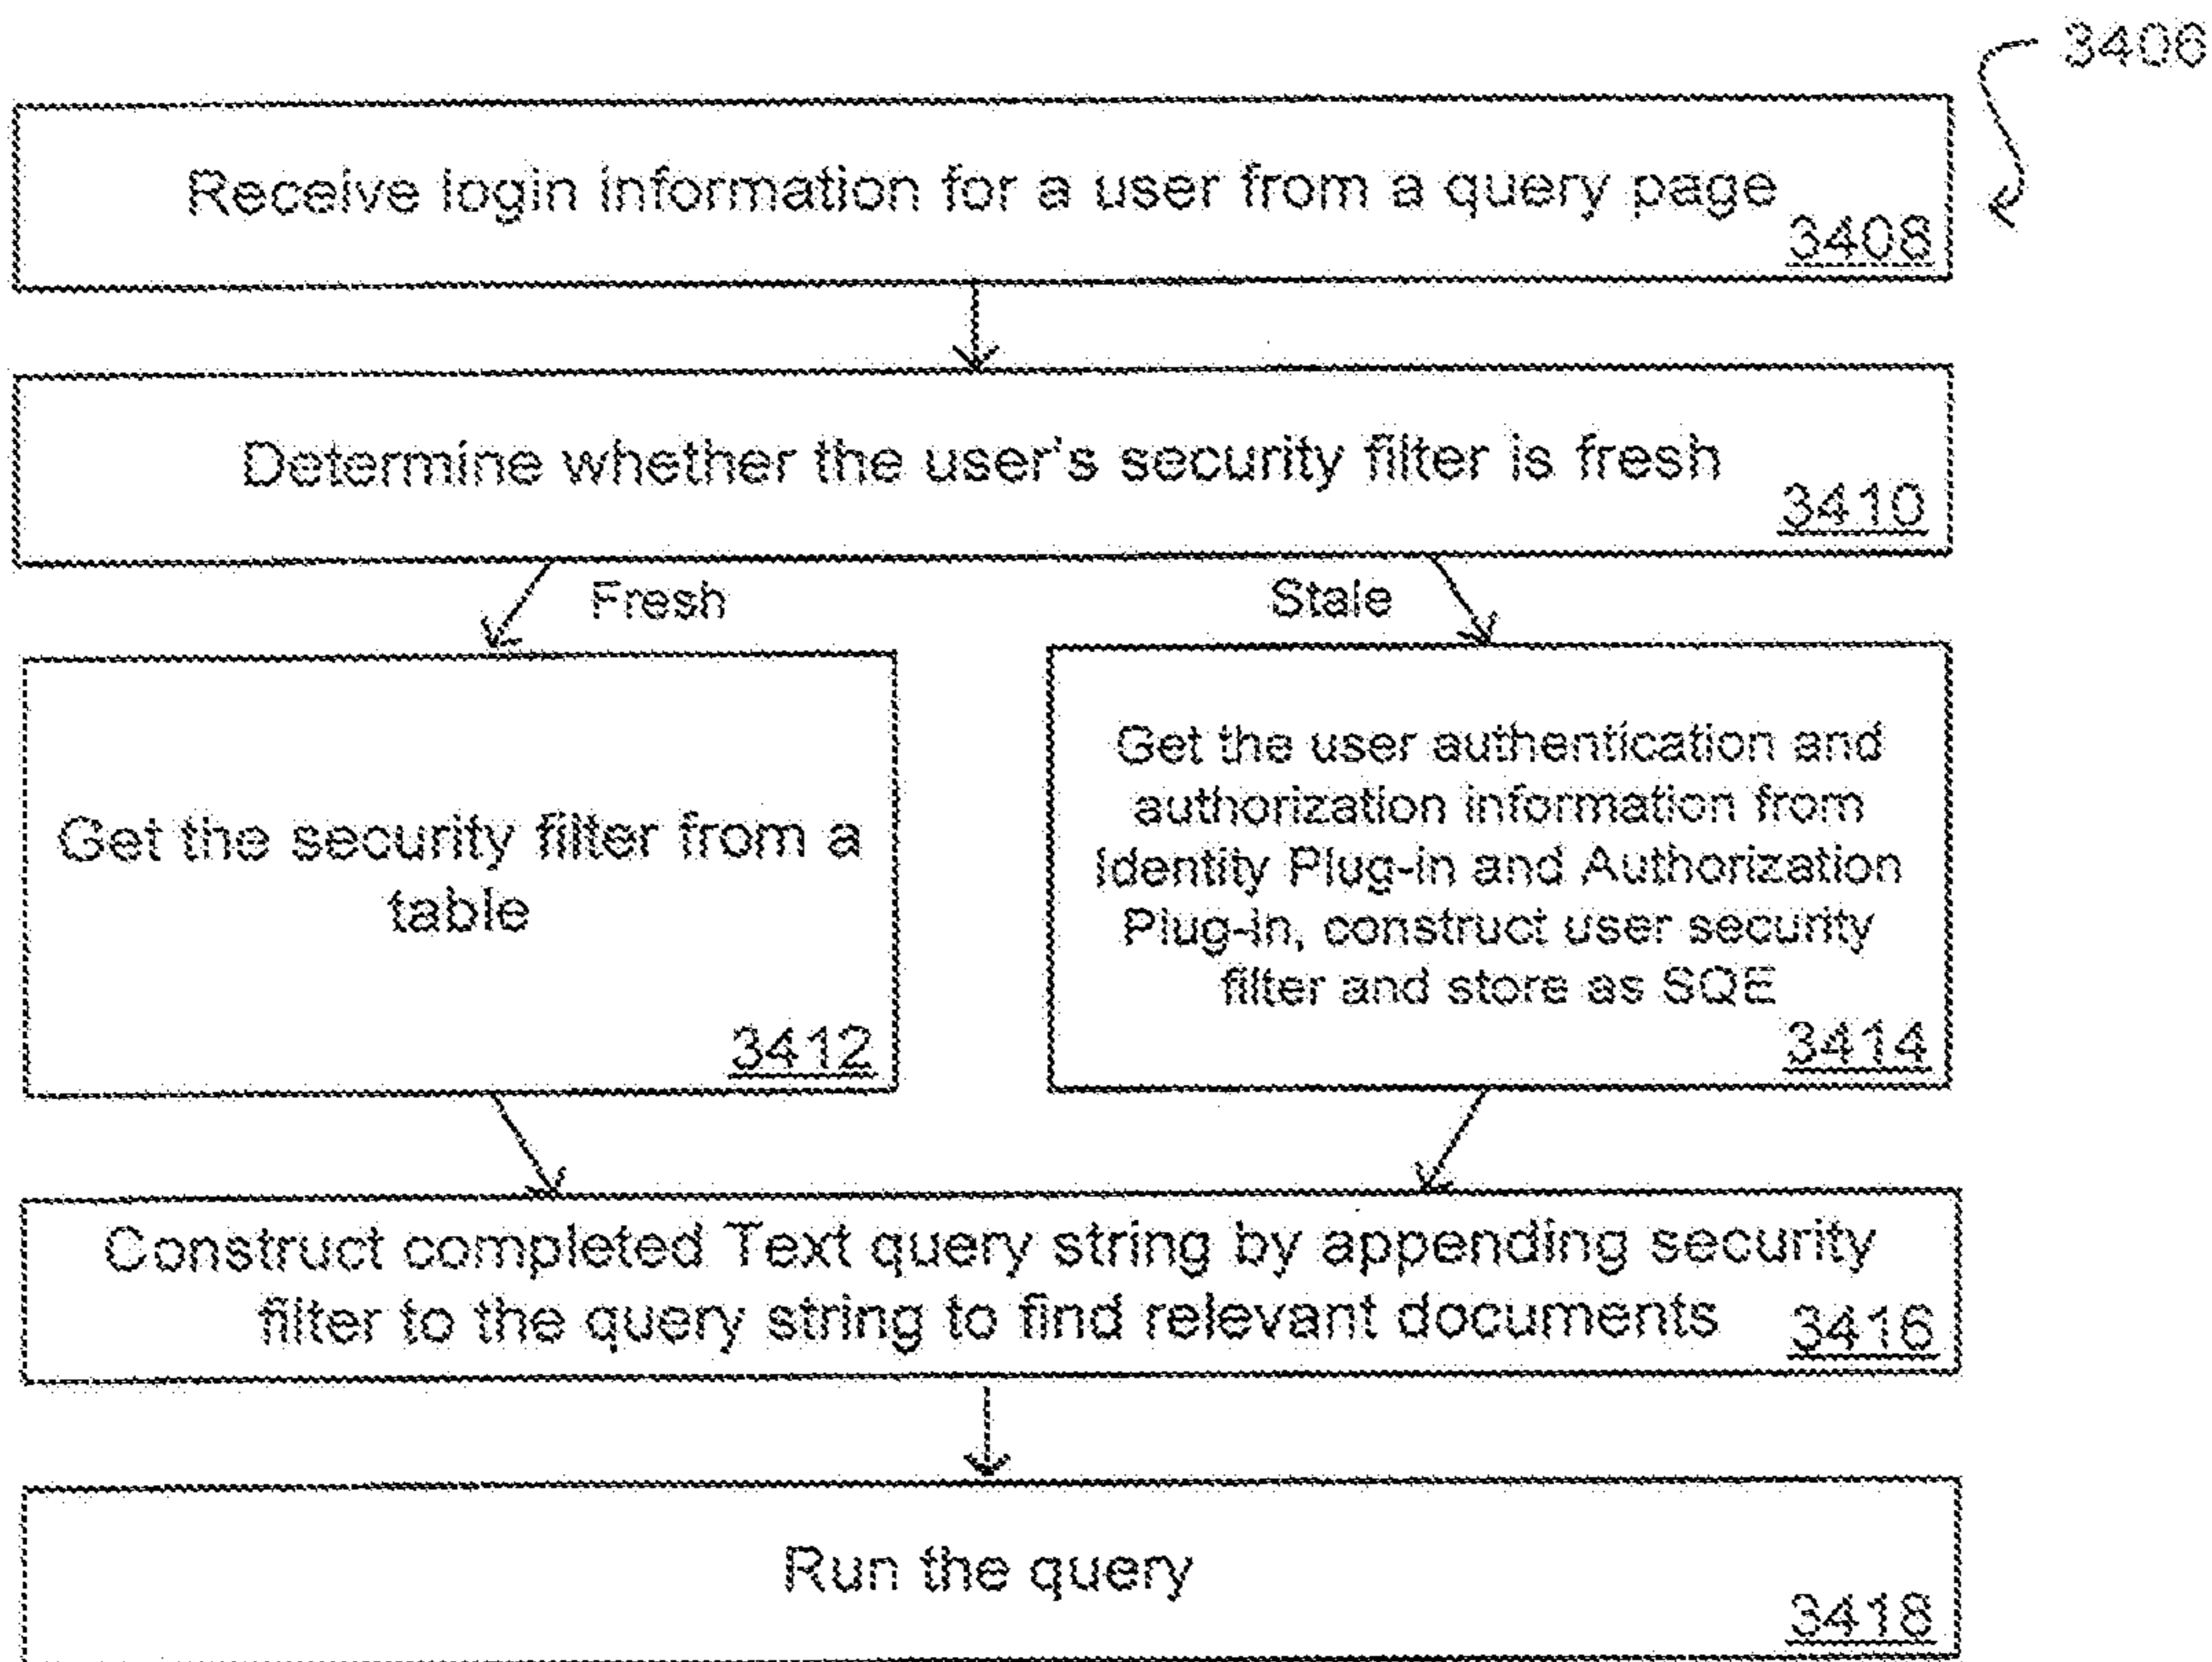 3406
Receive login information for a user from a query page
3408
Determine whether the user's security filter is fresh
3410
Fresh
Stale
Get the security filter from a
table
3412
Get the user authentication and
authorization information from
Identity Plug-in and Authorization
Plug-in, construct user security
filter and store as SQE
3414
Construct completed Text query string by appending security
filter to the query string to find relevant documents
3416
Run the query
3418